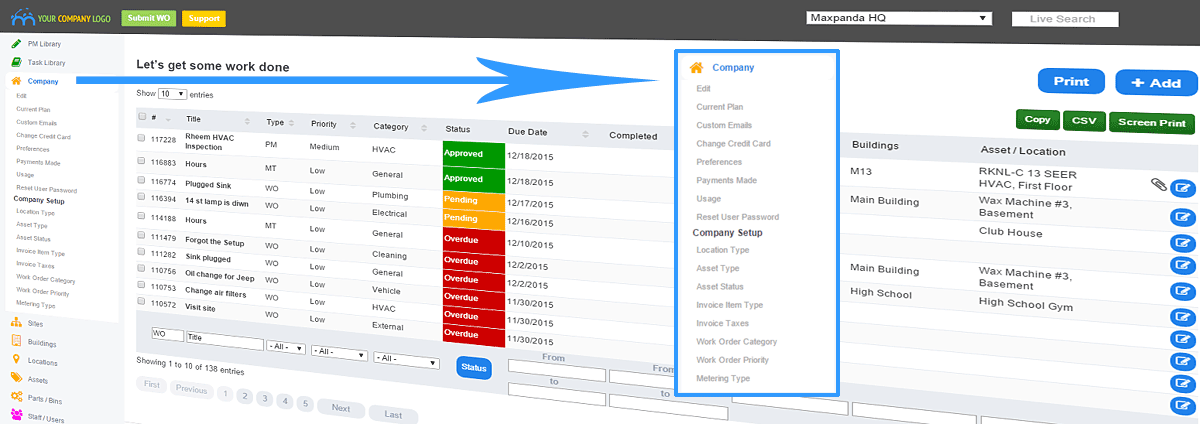 YOUR COMPANY LOGO
Submit WO
Support
Maxpanda HQ
Live Search
PM Library
Task Library
Company
Edit
Current Plan
Custom Emails
Change Credit Card
Preferences
Payments Made
Usage
Reset User Password
Company Setup
Location Type
Asset Type
Asset Status
Invoice Item Type
Invoice Taxes
Work Order Category
Work Order Priority
Metering Type
Sites
Buildings
Locations
Assets
Parts / Bins
Staff / Users
Let's get some work done
Show 10 entries
Print
+ Add
Copy
CSV
Screen Print
# Title Type Priority Category Status Due Date Completed Buildings Asset / Location
117228 Rheem HVAC Inspection PM Medium HVAC Approved 12/18/2015 M13 RKNL-C 13 SEER HVAC, First Floor
116883 Hours MT Low General Approved 12/18/2015 Main Building Wax Machine #3, Basement
116774 Plugged Sink WO Low Plumbing Pending 12/17/2015 Club House
116394 14 st lamp is diwn WO Low Electrical Pending 12/16/2015
114188 Hours MT Low General Overdue 12/10/2015 Main Building Wax Machine #3, Basement
111479 Forgot the Setup WO Low Cleaning Overdue 12/2/2015 High School High School Gym
111282 Sink plugged WO Low General Overdue 12/2/2015
110756 Oil change for Jeep WO Low Vehicle Overdue 11/30/2015
110753 Change air filters WO Low HVAC Overdue 11/30/2015
110572 Visit site WO Low External Overdue 11/30/2015
WO Title - All - - All - - All - Status From to From to
Showing 1 to 10 of 138 entries
First Previous 1 2 3 4 5 Next Last
Company
Edit
Current Plan
Custom Emails
Change Credit Card
Preferences
Payments Made
Usage
Reset User Password
Company Setup
Location Type
Asset Type
Asset Status
Invoice Item Type
Invoice Taxes
Work Order Category
Work Order Priority
Metering Type